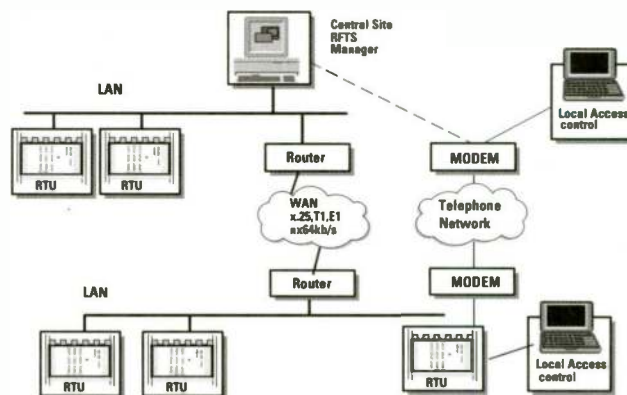 Central Site
RFTS
Manager
LAN
Local Access
control
RTU
RTU
Router
MODEM
WAN
x.25,T1,E1
nx64kb/s
Telephone
Network
Router
MODEM
LAN
RTU
RTU
RTU
Local Access
control